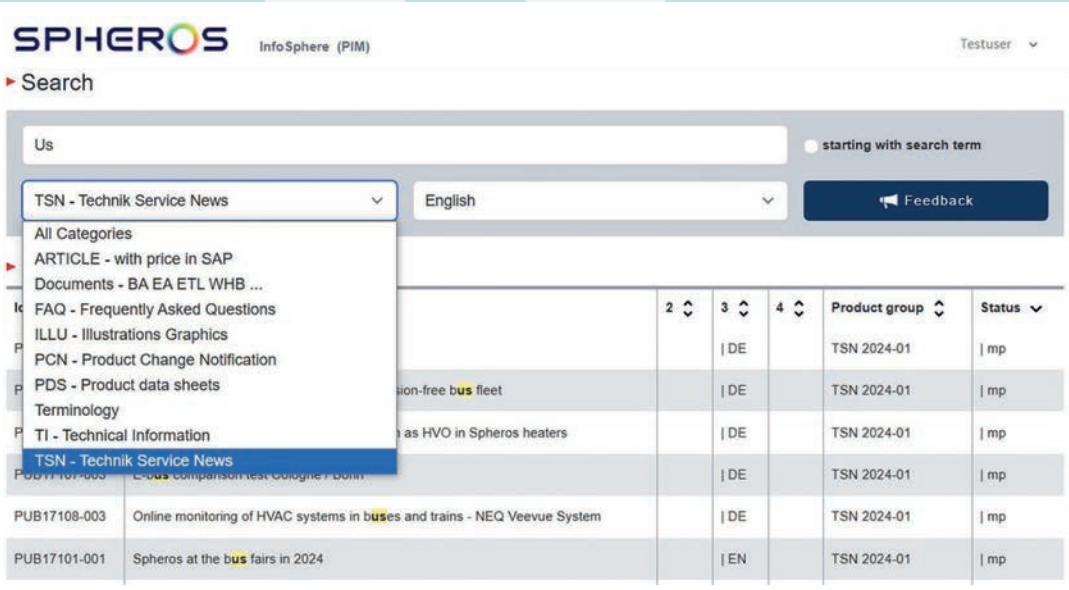 SPHEROS InfoSphere (PIM) Testuser
Search
Us
starting with search term
TSN - Technik Service News English Feedback
All Categories
ARTICLE - with price in SAP
Documents - BA EA ETL WHB ...
FAQ - Frequently Asked Questions
ILLU - Illustrations Graphics
PCN - Product Change Notification
PDS - Product data sheets
Terminology
TI - Technical Information
TSN - Technik Service News
2 3 4 Product group Status
| DE TSN 2024-01 | mp
bus fleet | DE TSN 2024-01 | mp
as HVO in Spheros heaters | DE TSN 2024-01 | mp
| DE TSN 2024-01 | mp
PUB17108-003 Online monitoring of HVAC systems in buses and trains - NEQ Veevue System | DE TSN 2024-01 | mp
PUB17101-001 Spheros at the bus fairs in 2024 | EN TSN 2024-01 | mp